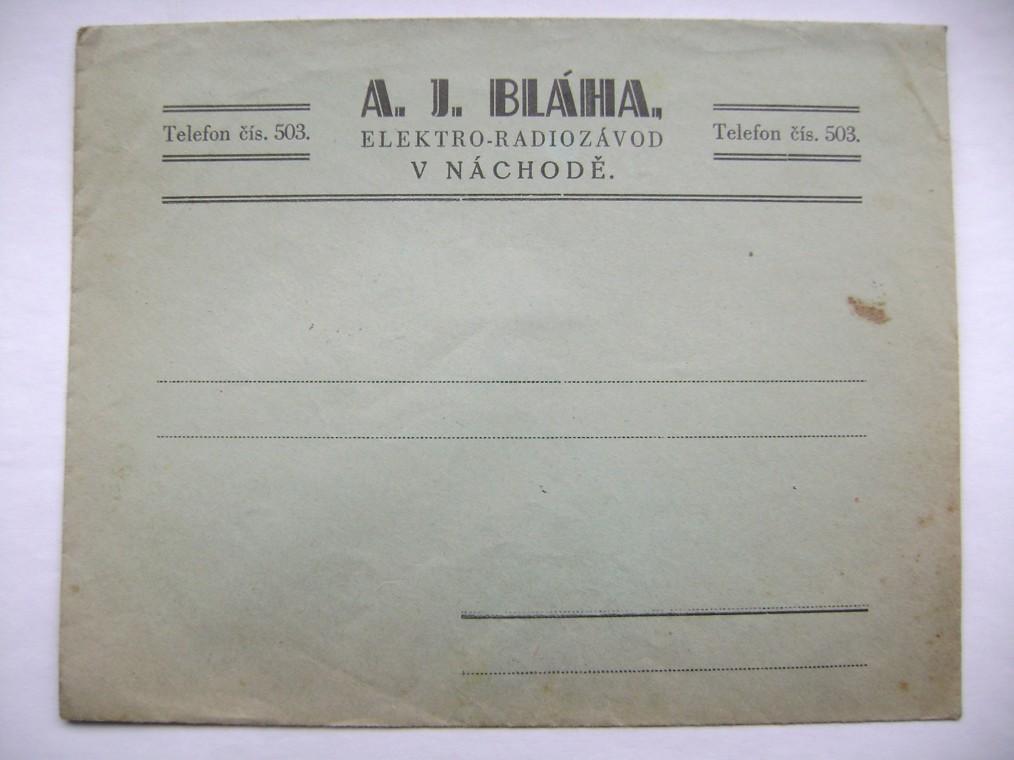 A. J. BLÁHA,
Telefon čís. 503.
ELEKTRO-RADIOZÁVOD
Telefon čís. 503.
V NÁCHODĚ.